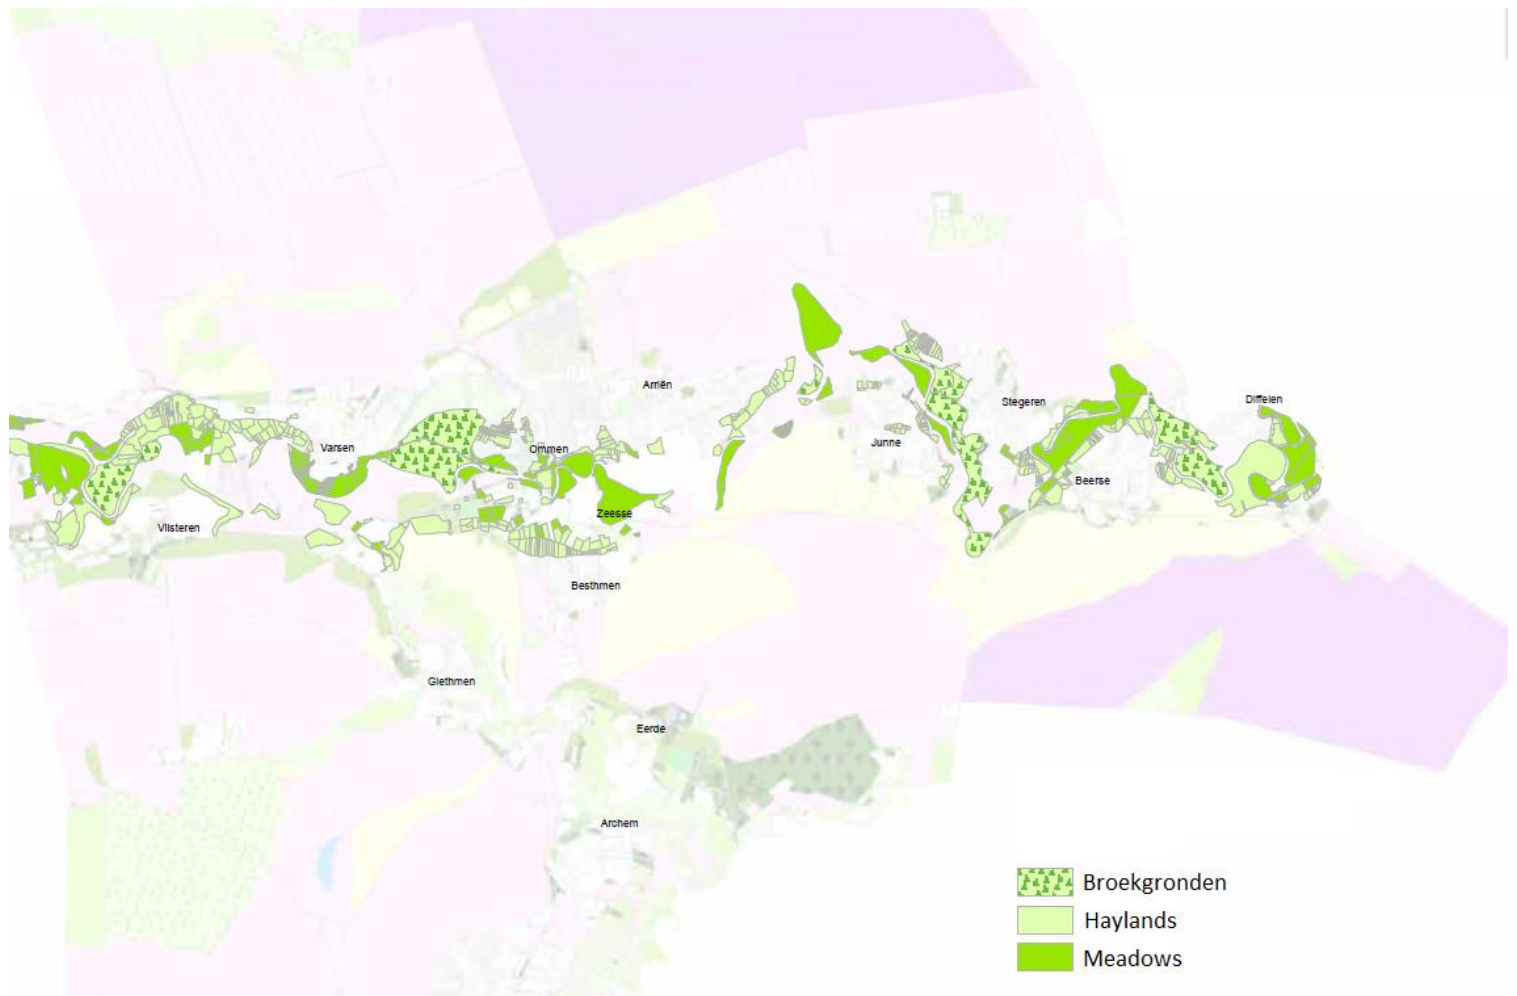 Arriën
Stegeren
Diffelen
Varsen
Ommen
Junne
Beerse
Zeesse
Vilsteren
Besthmen
Giethmen
Eerde
Archem
Broekgronden
Haylands
Meadows